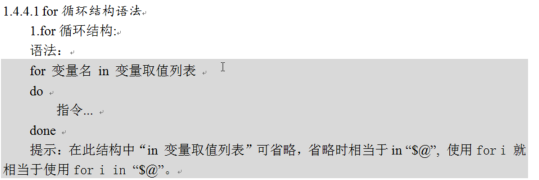 1.4.4.1 for 循环结构语法
1.for 循环结构:
语法：
for 变量名 in 变量取值列表
do
指令...
done
提示：在此结构中“in 变量取值列表”可省略，省略时相当于 in “$@”, 使用 for i 就
相当于使用 for i in “$@”。